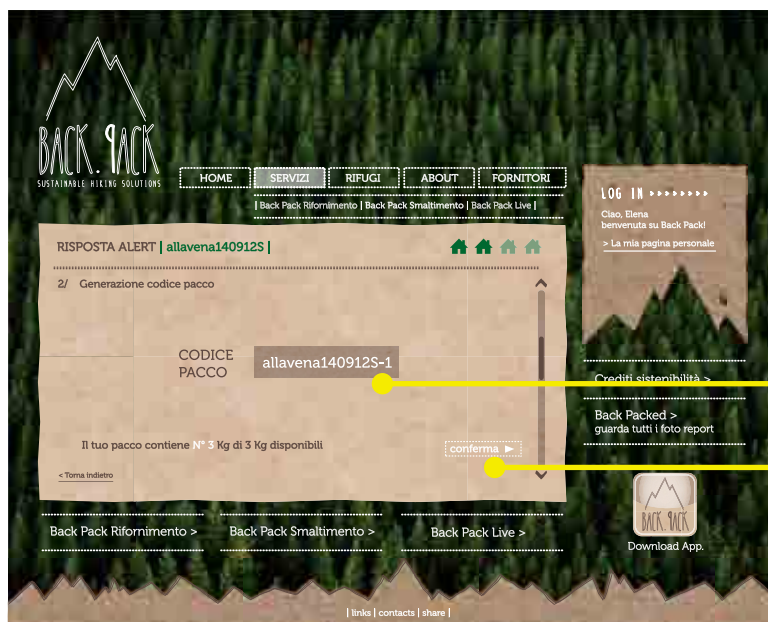 BACK.PACK
SUSTAINABLE HIKING SOLUTIONS
HOME
SERVIZI
RIFUGI
ABOUT
FORNITORI
| Back Pack Rifornimento | Back Pack Smaltimento | Back Pack Live |
LOG IN
Ciao, Elena
benvenuta su Back Pack!
> La mia pagina personale
RISPOSTA ALERT | allavena140912S |
2/ Generazione codice pacco
CODICE
PACCO
allavena140912S-1
Il tuo pacco contiene N° 3 Kg di 3 Kg disponibili
conferma
< Torna indietro
Crediti sistenibilità >
Back Packed >
guarda tutti i foto report
BACK.PACK
Download App.
Back Pack Rifornimento >
Back Pack Smaltimento >
Back Pack Live >
| links | contacts | share |